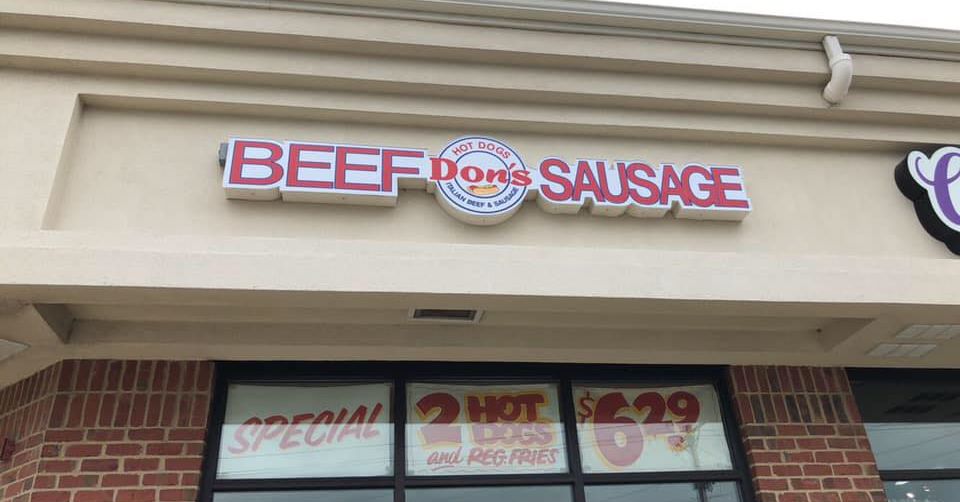 BEEF
HOT DOGS
Don's
ITALIAN BEEF & SAUSAGE
SAUSAGE
SPECIAL
2 HOT
DOGS
and REG. FRIES
$6.29